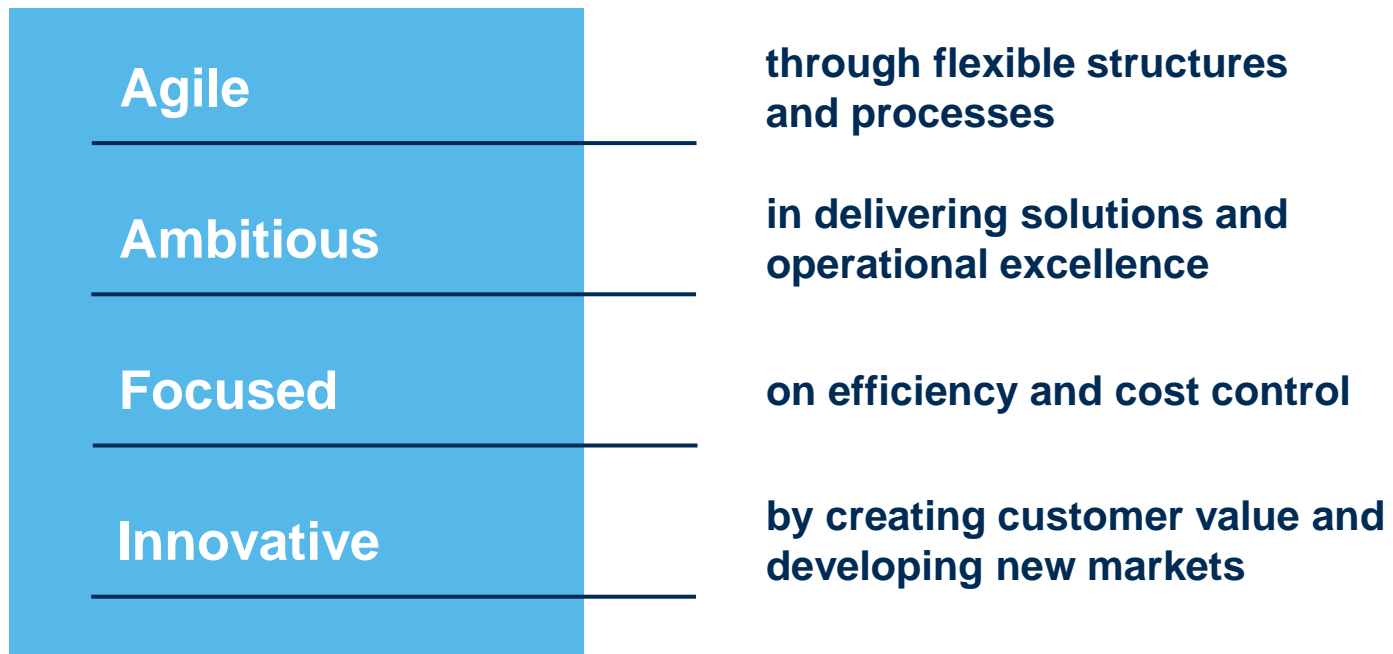 Agile
through flexible structures
and processes
Ambitious
in delivering solutions and
operational excellence
Focused
on efficiency and cost control
Innovative
by creating customer value and
developing new markets